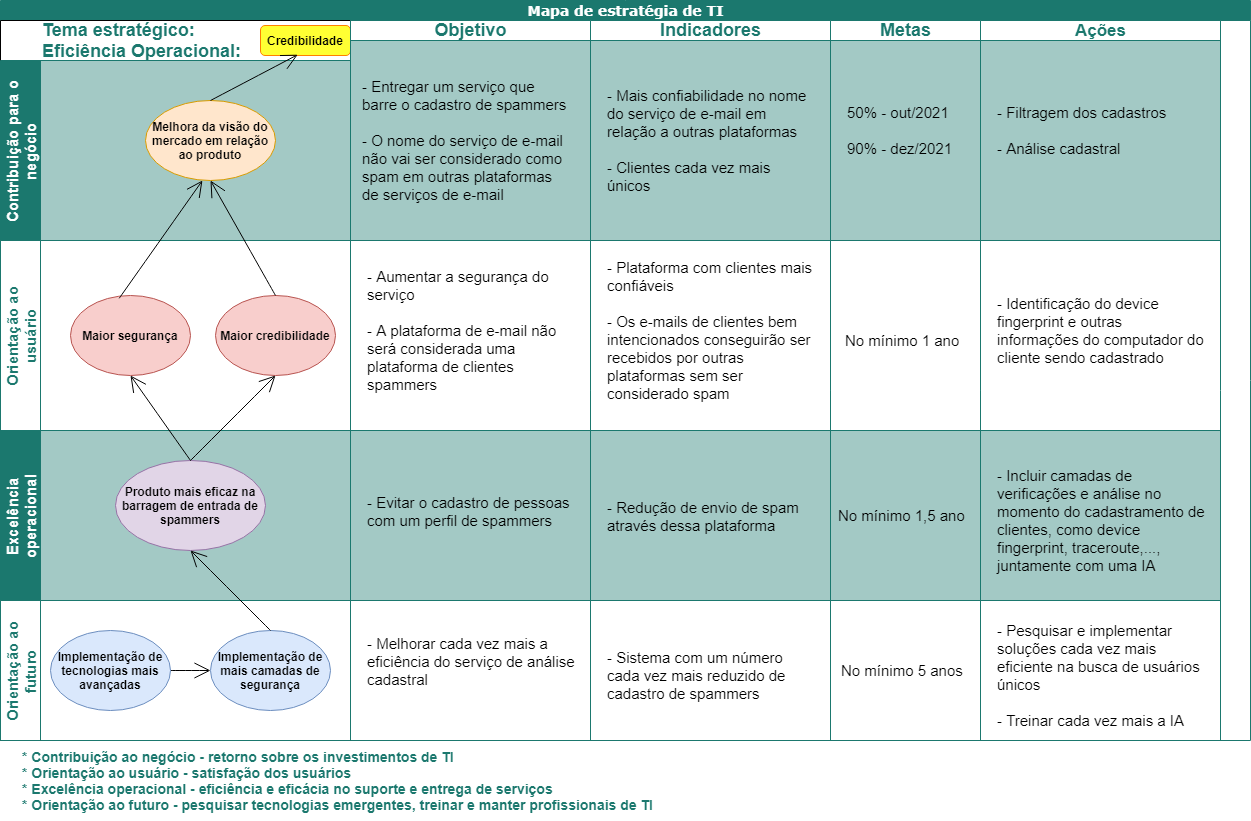 Mapa de estratégia de TI
Tema estratégico:
Eficiência Operacional:
Credibilidade
Objetivo
Indicadores
Metas
Ações
Contribuição para o
negócio
Melhora da visão do
mercado em relação
ao produto
- Entregar um serviço que
barre o cadastro de spammers
- O nome do serviço de e-mail
não vai ser considerado como
spam em outras plataformas
de serviços de e-mail
- Mais confiabilidade no nome
do serviço de e-mail em
relação a outras plataformas
- Clientes cada vez mais
únicos
50% - out/2021
90% - dez/2021
- Filtragem dos cadastros
- Análise cadastral
Orientação ao
usuário
Maior segurança
Maior credibilidade
- Aumentar a segurança do
serviço
- A plataforma de e-mail não
será considerada uma
plataforma de clientes
spammers
- Plataforma com clientes mais
confiáveis
- Os e-mails de clientes bem
intencionados conseguirão ser
recebidos por outras
plataformas sem ser
considerado spam
No mínimo 1 ano
- Identificação do device
fingerprint e outras
informações do computador do
cliente sendo cadastrado
Excelência
operacional
Produto mais eficaz na
barragem de entrada de
spammers
- Evitar o cadastro de pessoas
com um perfil de spammers
- Redução de envio de spam
através dessa plataforma
No mínimo 1,5 ano
- Incluir camadas de
verificações e análise no
momento do cadastramento de
clientes, como device
fingerprint, traceroute,...,
juntamente com uma IA
Orientação ao
futuro
Implementação de
tecnologias mais
avançadas
Implementação de
mais camadas de
segurança
- Melhorar cada vez mais a
eficiência do serviço de análise
cadastral
- Sistema com um número
cada vez mais reduzido de
cadastro de spammers
No mínimo 5 anos
- Pesquisar e implementar
soluções cada vez mais
eficiente na busca de usuários
únicos
- Treinar cada vez mais a IA
* Contribuição ao negócio - retorno sobre os investimentos de TI
* Orientação ao usuário - satisfação dos usuários
* Excelência operacional - eficiência e eficácia no suporte e entrega de serviços
* Orientação ao futuro - pesquisar tecnologias emergentes, treinar e manter profissionais de TI